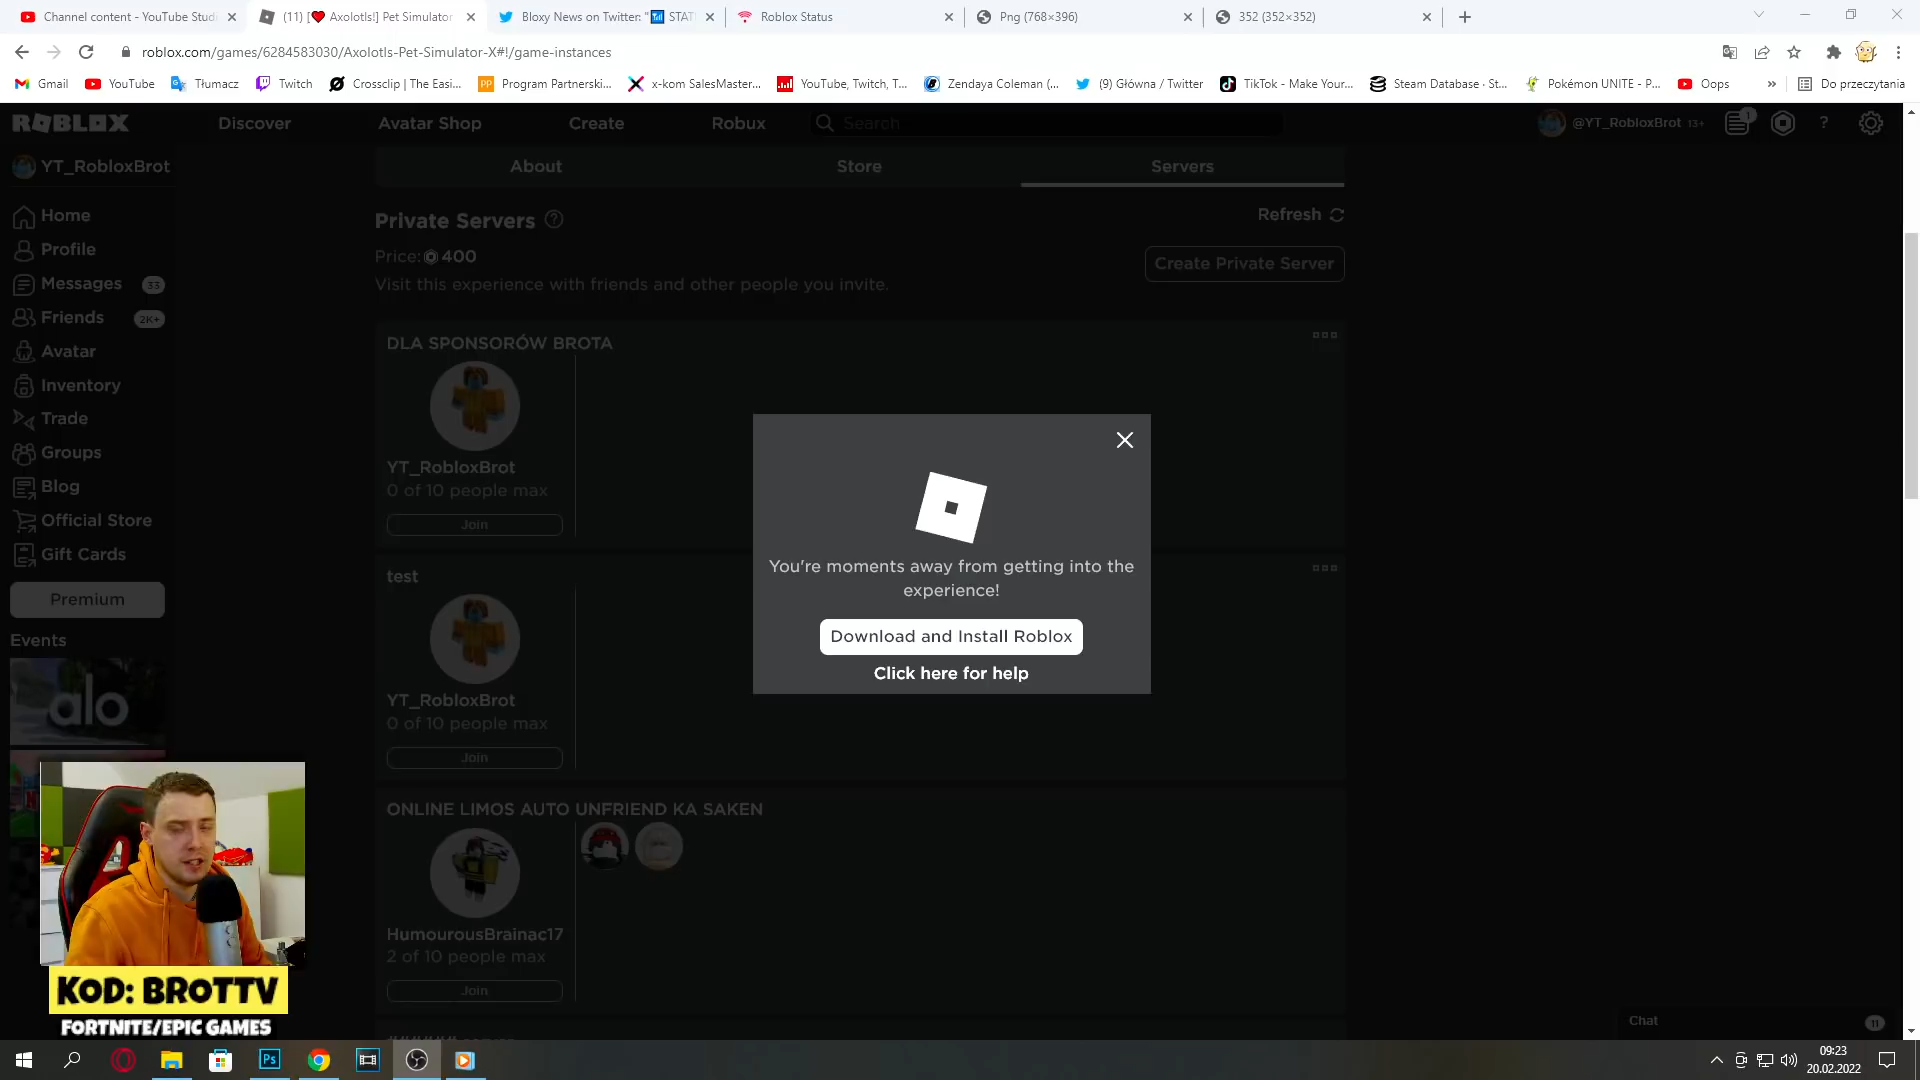 Channel content - YouTube Stud
(11) [❤ Axolotls!] Pet Simulator
Bloxy News on Twitter: "📶 STAT
Roblox Status
Png (768×396)
352 (352×352)
roblox.com/games/6284583030/Axolotls-Pet-Simulator-X#!/game-instances
Gmail
YouTube
Tłumacz
Twitch
Crossclip | The Easi...
Program Partnerski...
x-kom SalesMaster...
YouTube, Twitch, T...
Zendaya Coleman (...
(9) Główna / Twitter
TikTok - Make Your...
Steam Database · St...
Pokémon UNITE - P...
Oops
»
Do przeczytania
ROBLOX
Discover
Avatar Shop
Create
Robux
Search
@YT_RobloxBrot 13+
1
?
YT_RobloxBrot
Home
Profile
Messages 33
Friends 2K+
Avatar
Inventory
Trade
Groups
Blog
Official Store
Gift Cards
Premium
Events
alo
About
Store
Servers
Private Servers ?
Refresh
Price: 400
Create Private Server
Visit this experience with friends and other people you invite.
DLA SPONSORÓW BROTA
YT_RobloxBrot
0 of 10 people max
Join
test
YT_RobloxBrot
0 of 10 people max
Join
ONLINE LIMOS AUTO UNFRIEND KA SAKEN
HumourousBrainac17
2 of 10 people max
Join
You're moments away from getting into the
experience!
Download and Install Roblox
Click here for help
KOD: BROTTV
FORTNITE/EPIC GAMES
Chat
11
Ps
09:23
20.02.2022